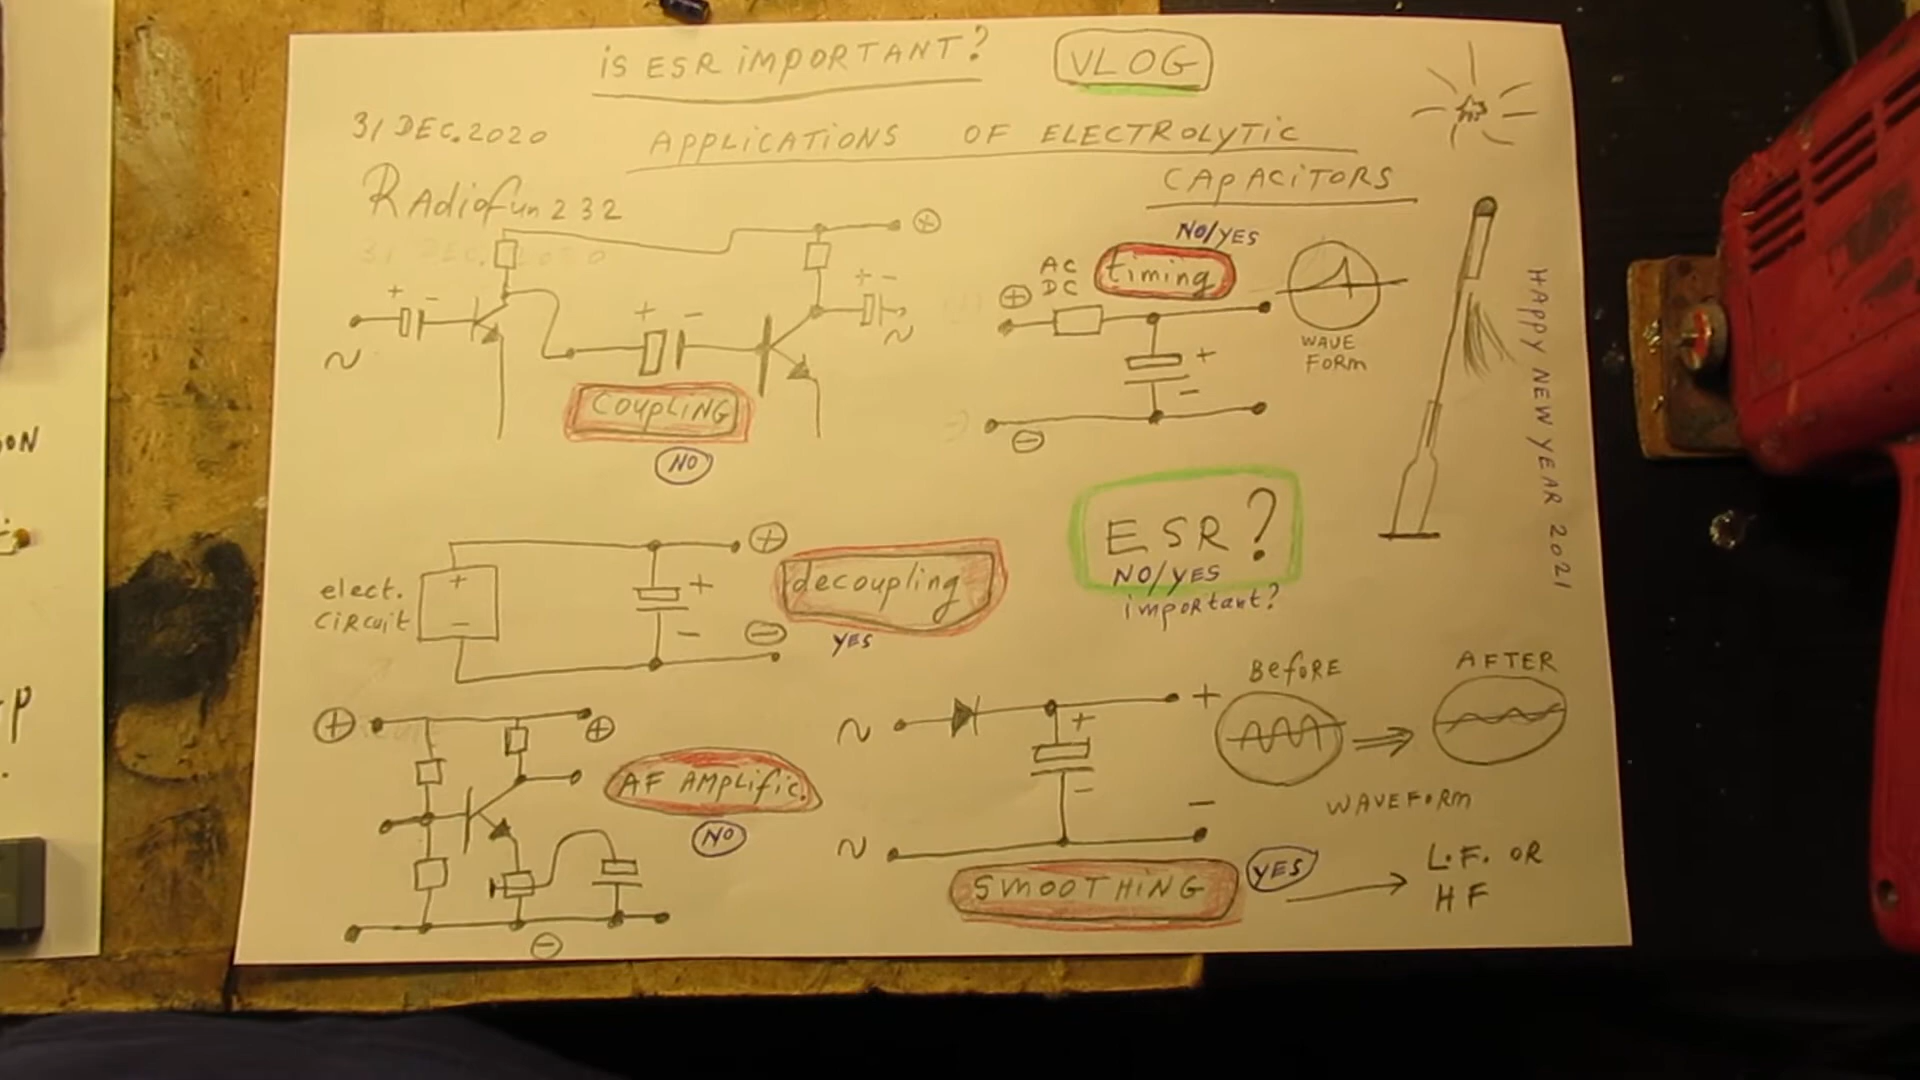 is ESR iMPORTANT?
VLOG
31 DEC. 2020
APPLICATIONS OF ELECTROLYTIC
CAPACITORS
RAdiofun 232
NO/YES
timing
AC
DC
WAVE
FORM
COUPLING
NO
HAPPY NEW YEAR 2021
ESR?
NO/YES
important?
elect.
CIRCUIT
decoupling
YES
BEFORE
AFTER
WAVEFORM
AF AMPlific.
NO
SMOOTHING
YES
L.F. OR
HF